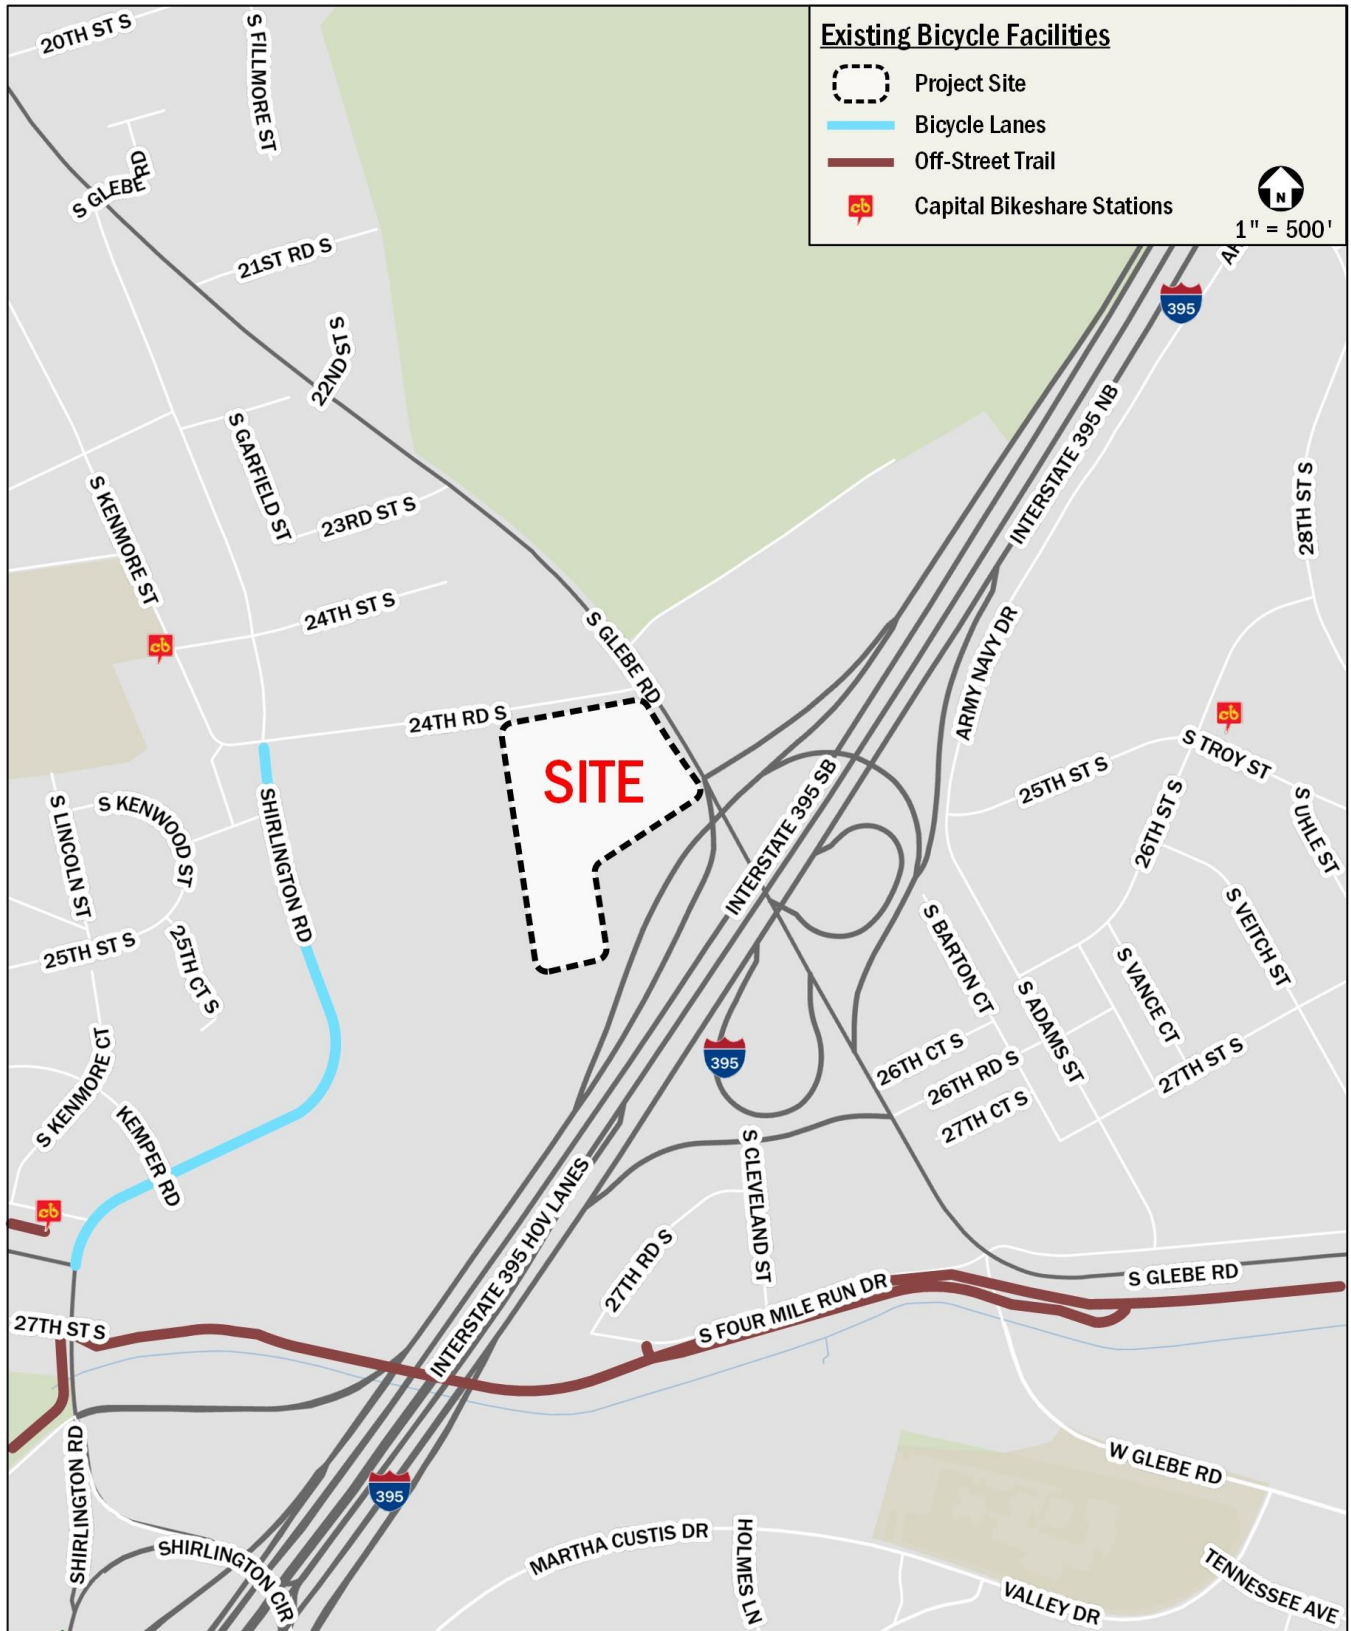 Existing Bicycle Facilities
Project Site
Bicycle Lanes
Off-Street Trail
cb Capital Bikeshare Stations
N
1" = 500'
20TH ST S
S FILLMORE ST
S GLEBE RD
21ST RD S
22ND ST S
395
INTERSTATE 395 NB
S GARFIELD ST
S KENMORE ST
23RD ST S
28TH ST S
24TH ST S
S GLEBE RD
ARMY NAVY DR
cb
cb
24TH RD S
S TROY ST
SITE
25TH ST S
INTERSTATE 395 SB
26TH ST S
S UHLE ST
S LINCOLN ST
S KENWOOD ST
SHIRLINGTON RD
S VEITCH ST
S BARTON CT
25TH ST S
25TH CT S
S VANCE CT
S ADAMS ST
395
26TH CT S
26TH RD S
27TH ST S
27TH CT S
S KENMORE CT
KEMPER RD
S CLEVELAND ST
INTERSTATE 395 HOV LANES
cb
27TH RD S
S GLEBE RD
S FOUR MILE RUN DR
27TH ST S
SHIRLINGTON RD
W GLEBE RD
395
SHIRLINGTON CIR
MARTHA CUSTIS DR
HOLMES LN
VALLEY DR
TENNESSEE AVE